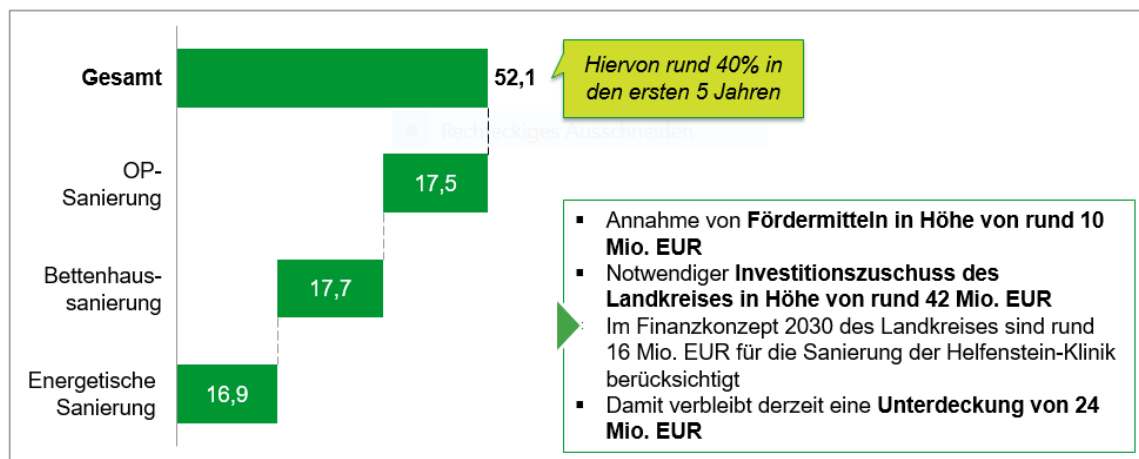 Gesamt
52,1
Hiervon rund 40% in
den ersten 5 Jahren
Rechteckiges Ausschneiden
OP-
Sanierung
17,5
Bettenhaus-
sanierung
17,7
Energetische
Sanierung
16,9
▪ Annahme von Fördermitteln in Höhe von rund 10
Mio. EUR
▪ Notwendiger Investitionszuschuss des
Landkreises in Höhe von rund 42 Mio. EUR
▪ Im Finanzkonzept 2030 des Landkreises sind rund
16 Mio. EUR für die Sanierung der Helfenstein-Klinik
berücksichtigt
▪ Damit verbleibt derzeit eine Unterdeckung von 24
Mio. EUR